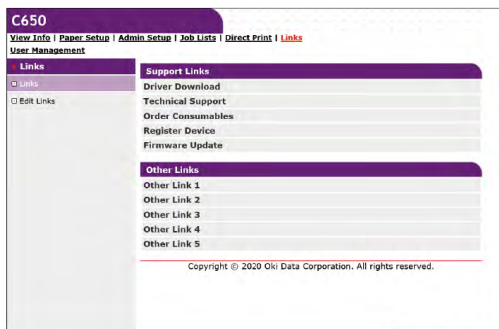 C650
View Info | Paper Setup | Admin Setup | Job Lists | Direct Print | Links
User Management
Links
Links
Edit Links
Support Links
Driver Download
Technical Support
Order Consumables
Register Device
Firmware Update
Other Links
Other Link 1
Other Link 2
Other Link 3
Other Link 4
Other Link 5
Copyright © 2020 Oki Data Corporation. All rights reserved.